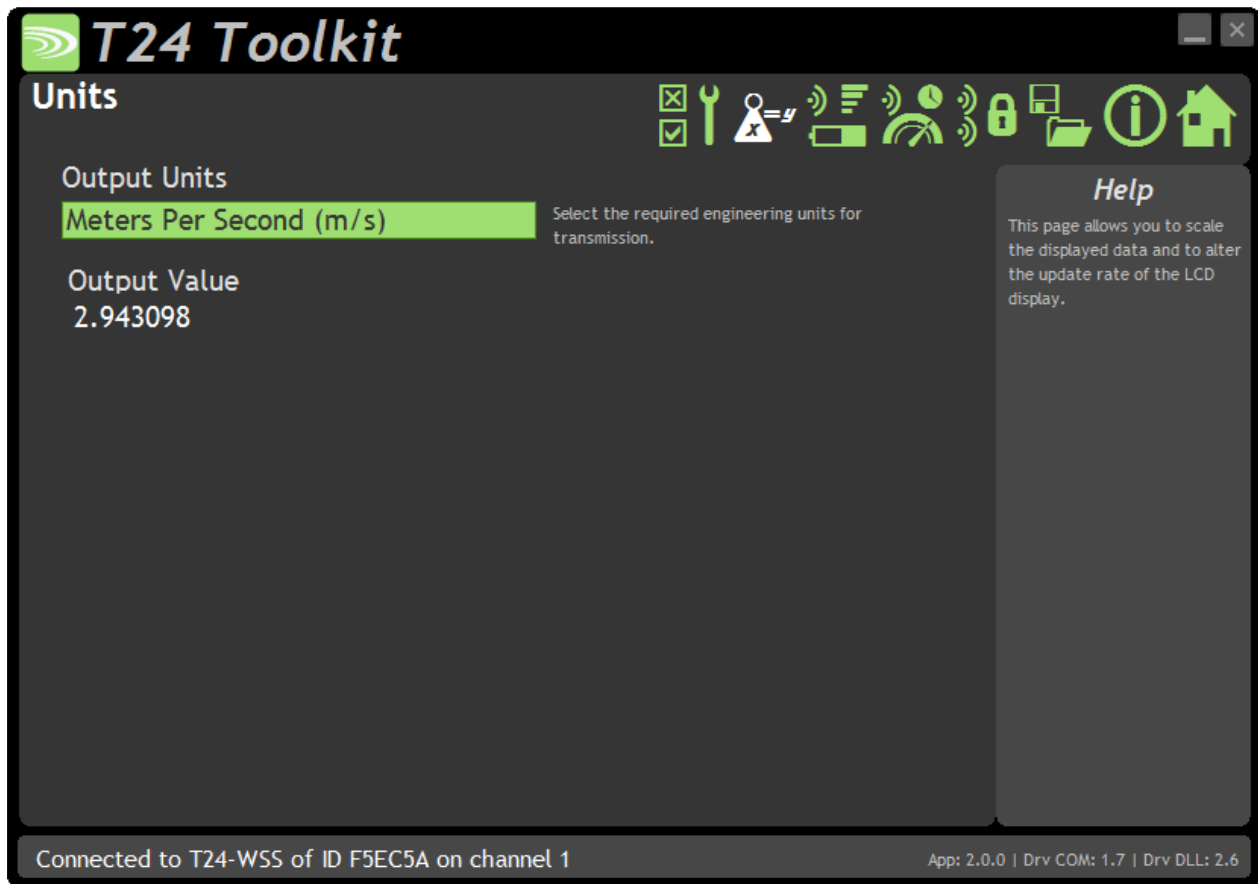 T24 Toolkit
Units
x=y
Output Units
Meters Per Second (m/s)
Select the required engineering units for
transmission.
Output Value
2.943098
Help
This page allows you to scale
the displayed data and to alter
the update rate of the LCD
display.
Connected to T24-WSS of ID F5EC5A on channel 1
App: 2.0.0 | Drv COM: 1.7 | Drv DLL: 2.6